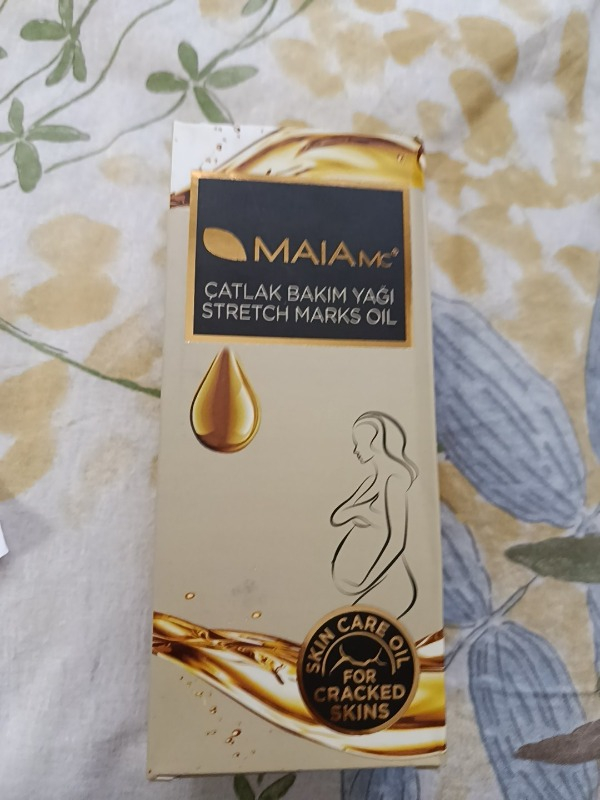 MAIA MC®
ÇATLAK BAKIM YAĞI
STRETCH MARKS OIL
SKIN CARE OIL
FOR
CRACKED
SKINS